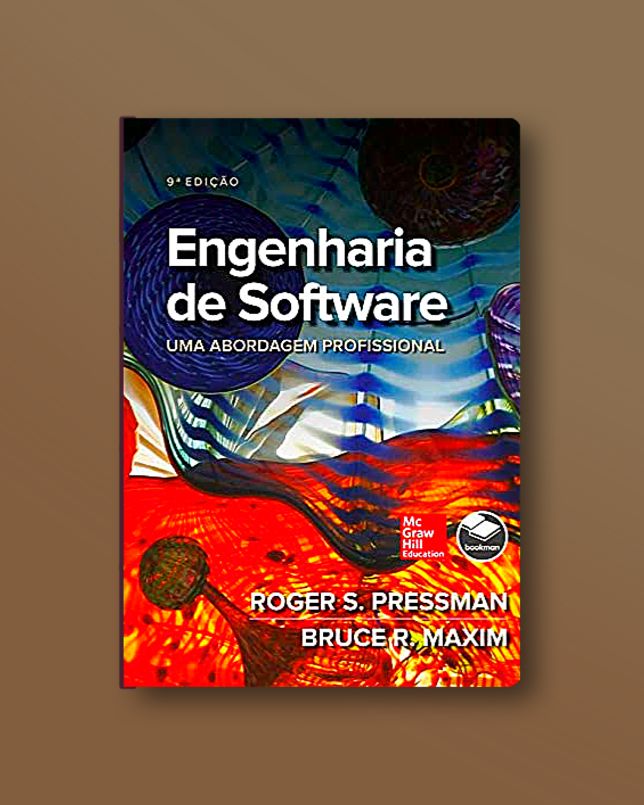 9ª EDIÇÃO
Engenharia
de Software
UMA ABORDAGEM PROFISSIONAL
Mc
Graw
Hill
Education
bookman
ROGER S. PRESSMAN
BRUCE R. MAXIM